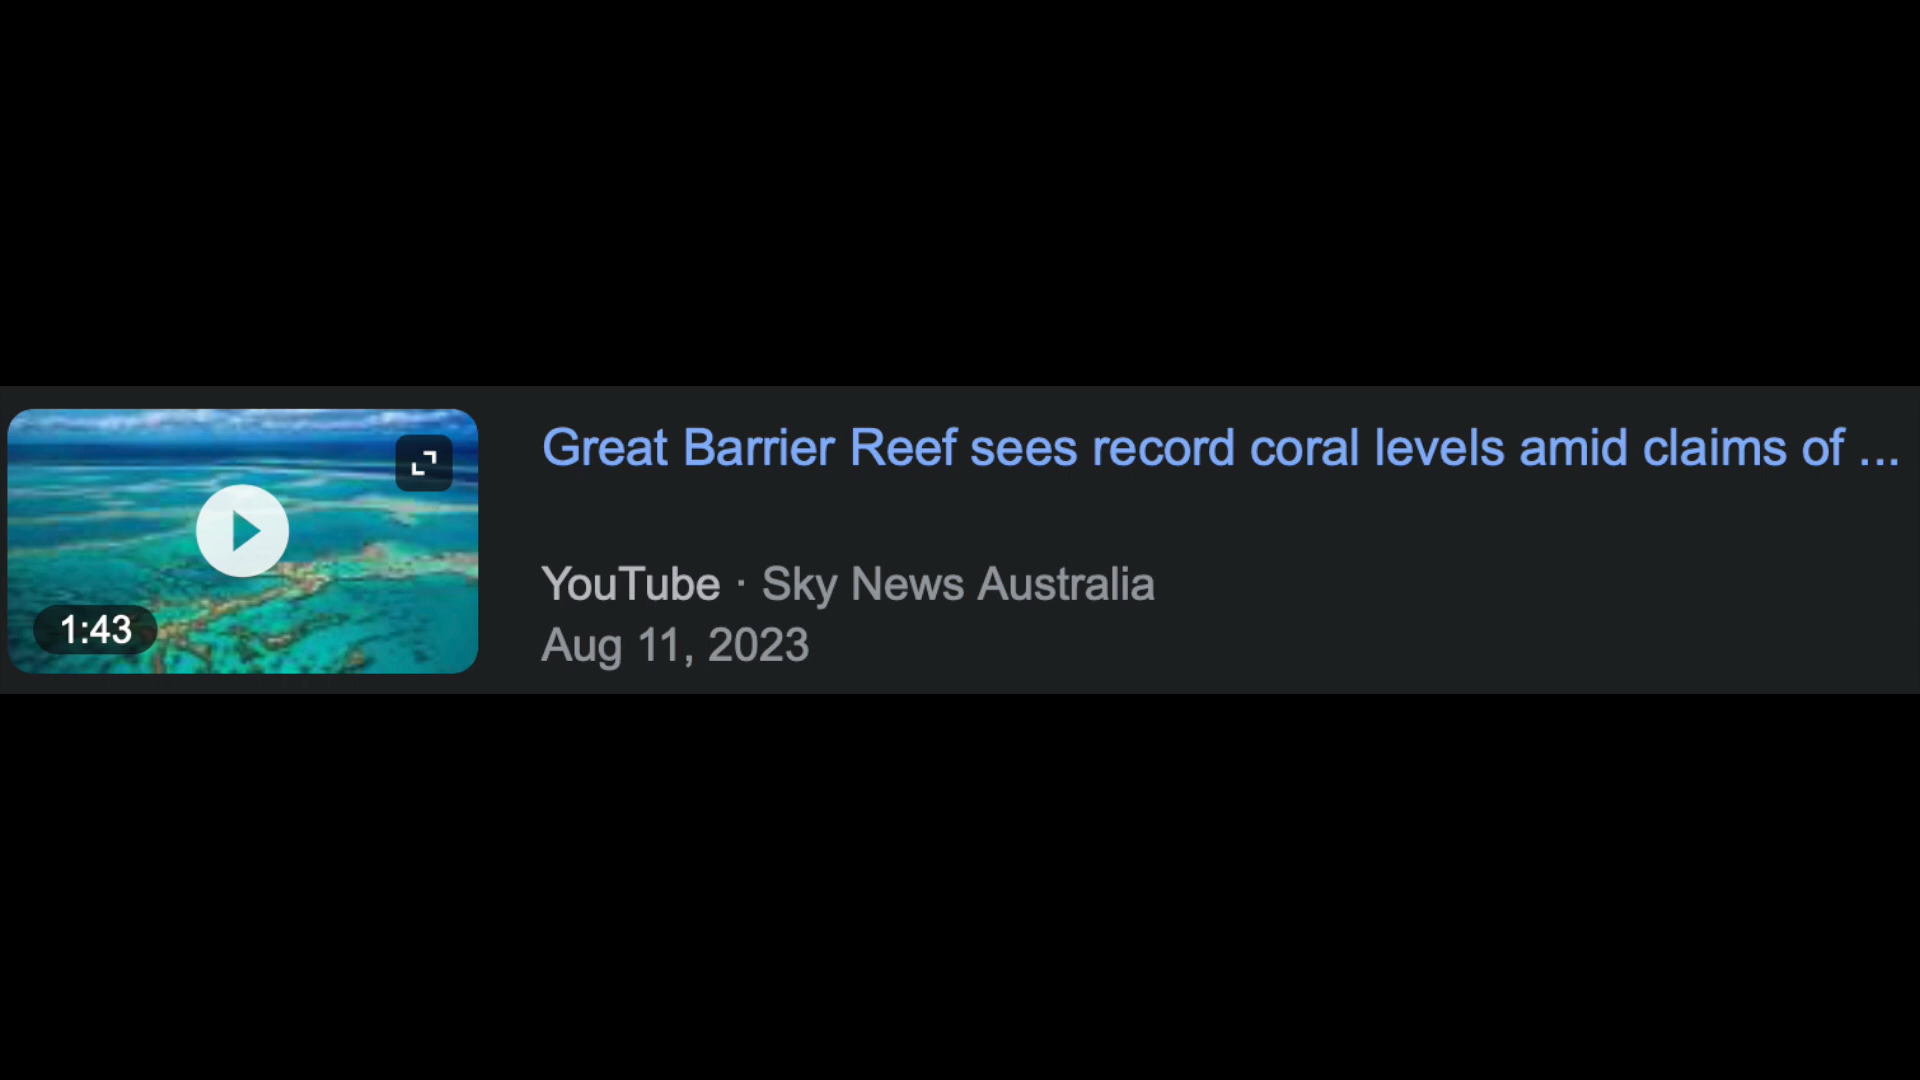 Great Barrier Reef sees record coral levels amid claims of ...
YouTube · Sky News Australia
Aug 11, 2023
1:43